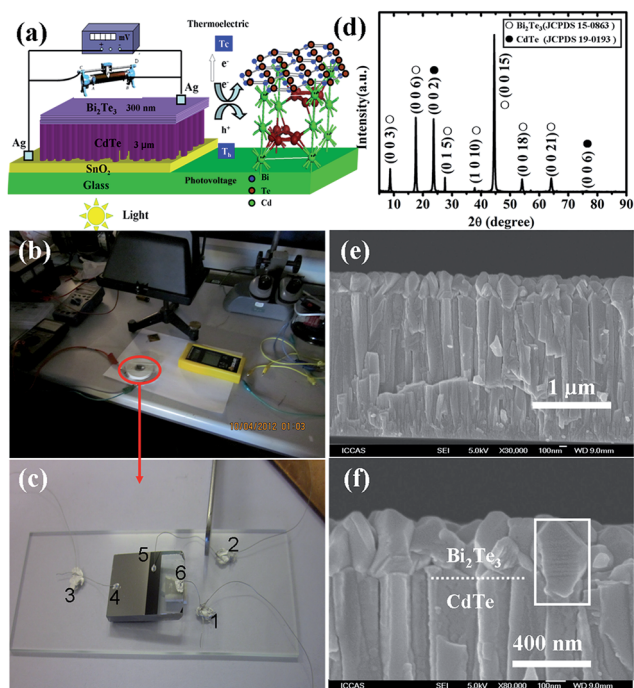 (a)
mV
Ag
Ag
Bi₂Te₃ 300 nm
CdTe 3 μm
SnO₂
Glass
Light
Thermoelectric
Tc
e⁻
e⁻
h⁺
Th
Photovoltage
Bi
Te
Cd
(d)
Bi₂Te₃(JCPDS 15-0863)
CdTe (JCPDS 19-0193)
Intensity(a.u.)
(0 0 3)
(0 0 6)
(0 0 2)
(0 1 5)
(1 0 10)
(0 0 15)
(0 0 18)
(0 0 21)
(0 0 6)
0 10 20 30 40 50 60 70 80 90
2θ (degree)
(b)
01:03
(c)
1
2
3
4
5
6
(e)
1 μm
ICCAS SEI 5.0kV X30,000 100nm WD 9.0mm
(f)
Bi₂Te₃
CdTe
400 nm
ICCAS SEI 5.0kV X80,000 100nm WD 9.0mm